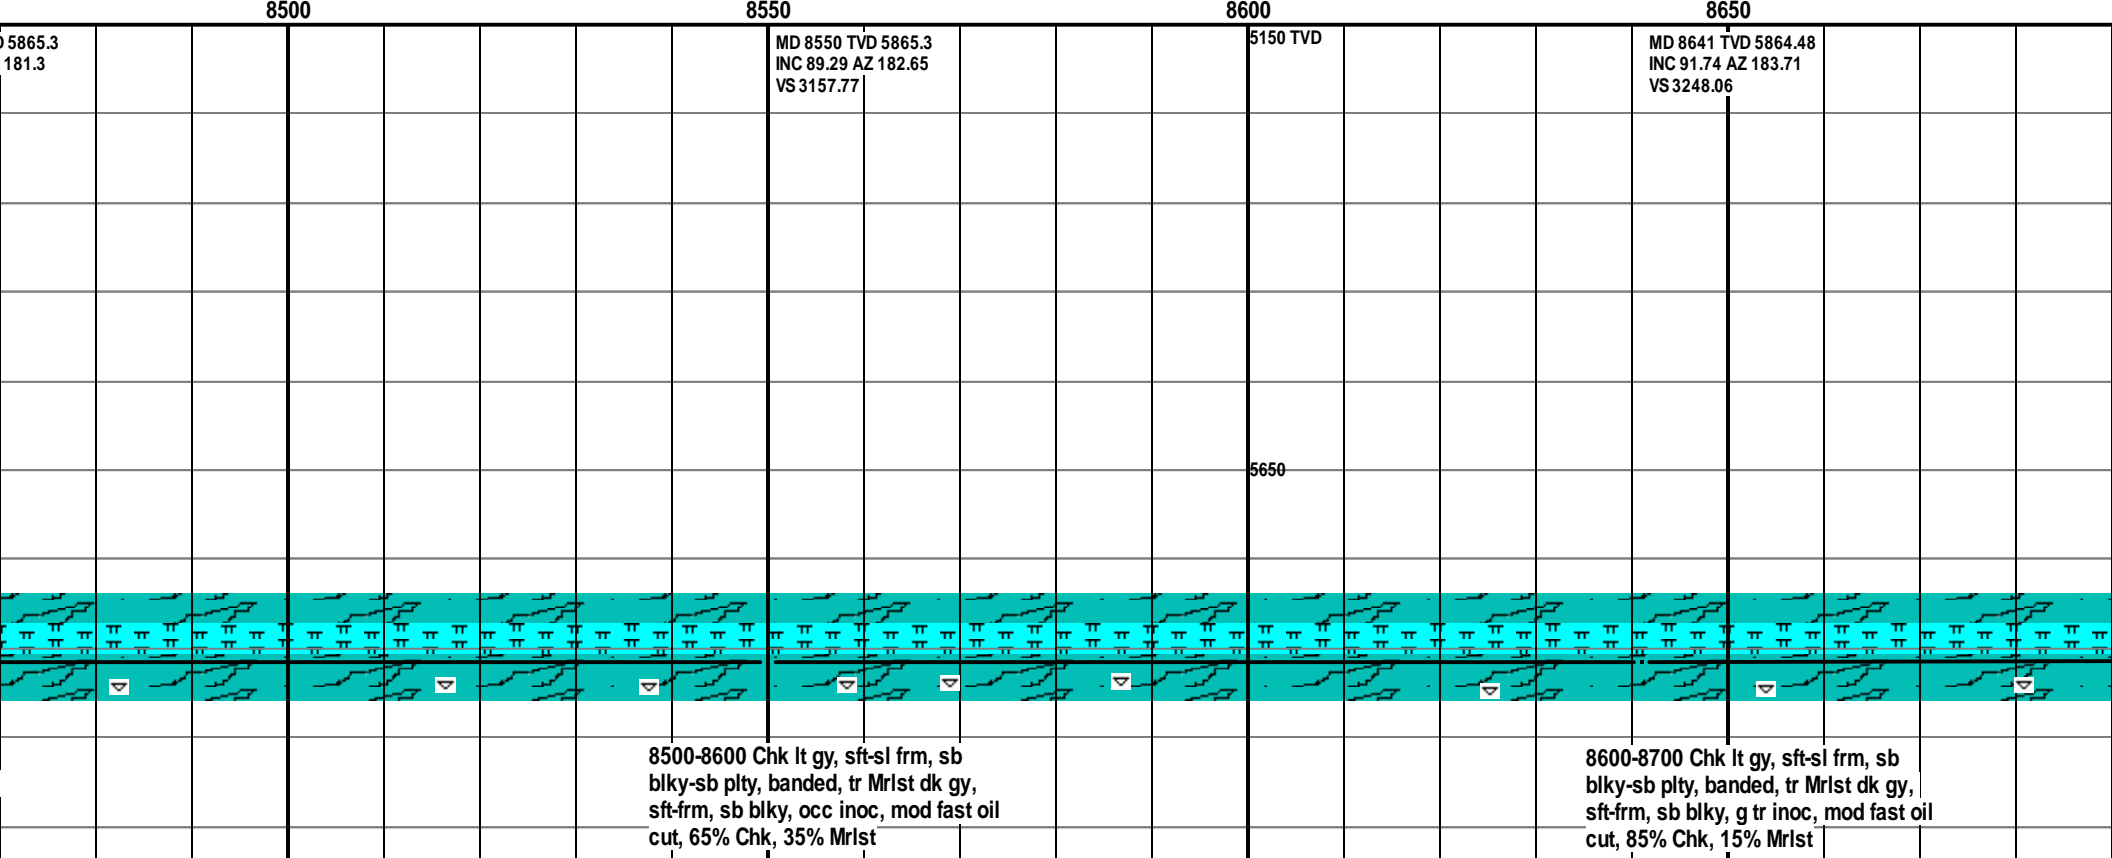 8500 8550 8600 8650
5865.3
181.3
MD 8550 TVD 5865.3
INC 89.29 AZ 182.65
VS 3157.77
5150 TVD
MD 8641 TVD 5864.48
INC 91.74 AZ 183.71
VS 3248.06
5650
8500-8600 Chk lt gy, sft-sl frm, sb
blky-sb plty, banded, tr Mrlst dk gy,
sft-frm, sb blky, occ inoc, mod fast oil
cut, 65% Chk, 35% Mrlst
8600-8700 Chk lt gy, sft-sl frm, sb
blky-sb plty, banded, tr Mrlst dk gy,
sft-frm, sb blky, g tr inoc, mod fast oil
cut, 85% Chk, 15% Mrlst